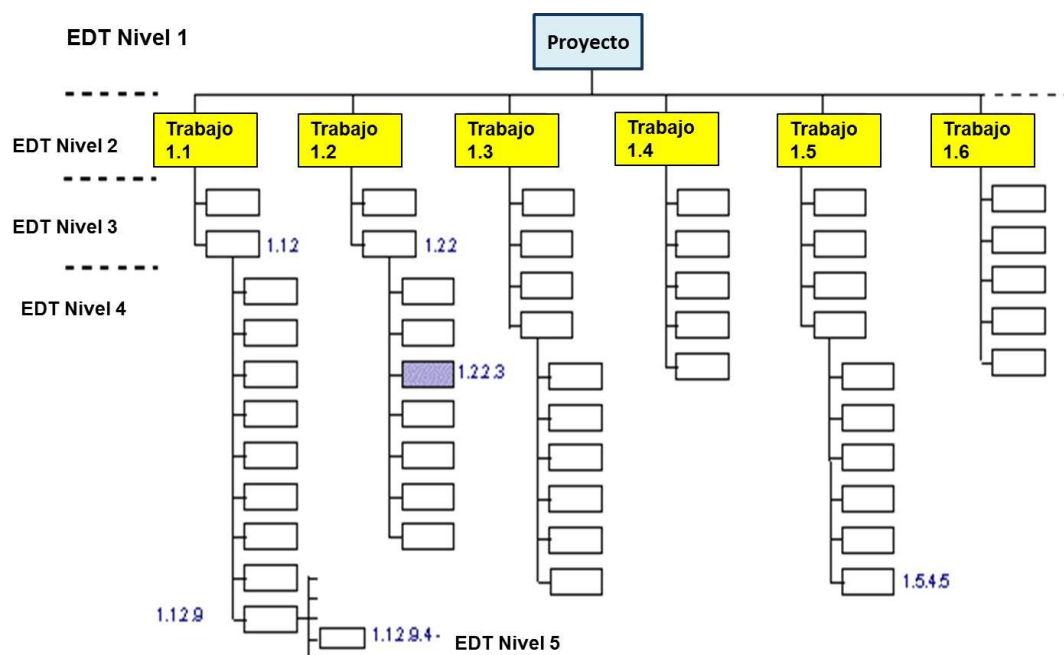 EDT Nivel 1
Proyecto
EDT Nivel 2
Trabajo
1.1
Trabajo
1.2
Trabajo
1.3
Trabajo
1.4
Trabajo
1.5
Trabajo
1.6
EDT Nivel 3
1.1.2
1.2.2
EDT Nivel 4
1.2.2.3
1.5.4.5
1.1.2.9
1.1.2.9.4 -
EDT Nivel 5